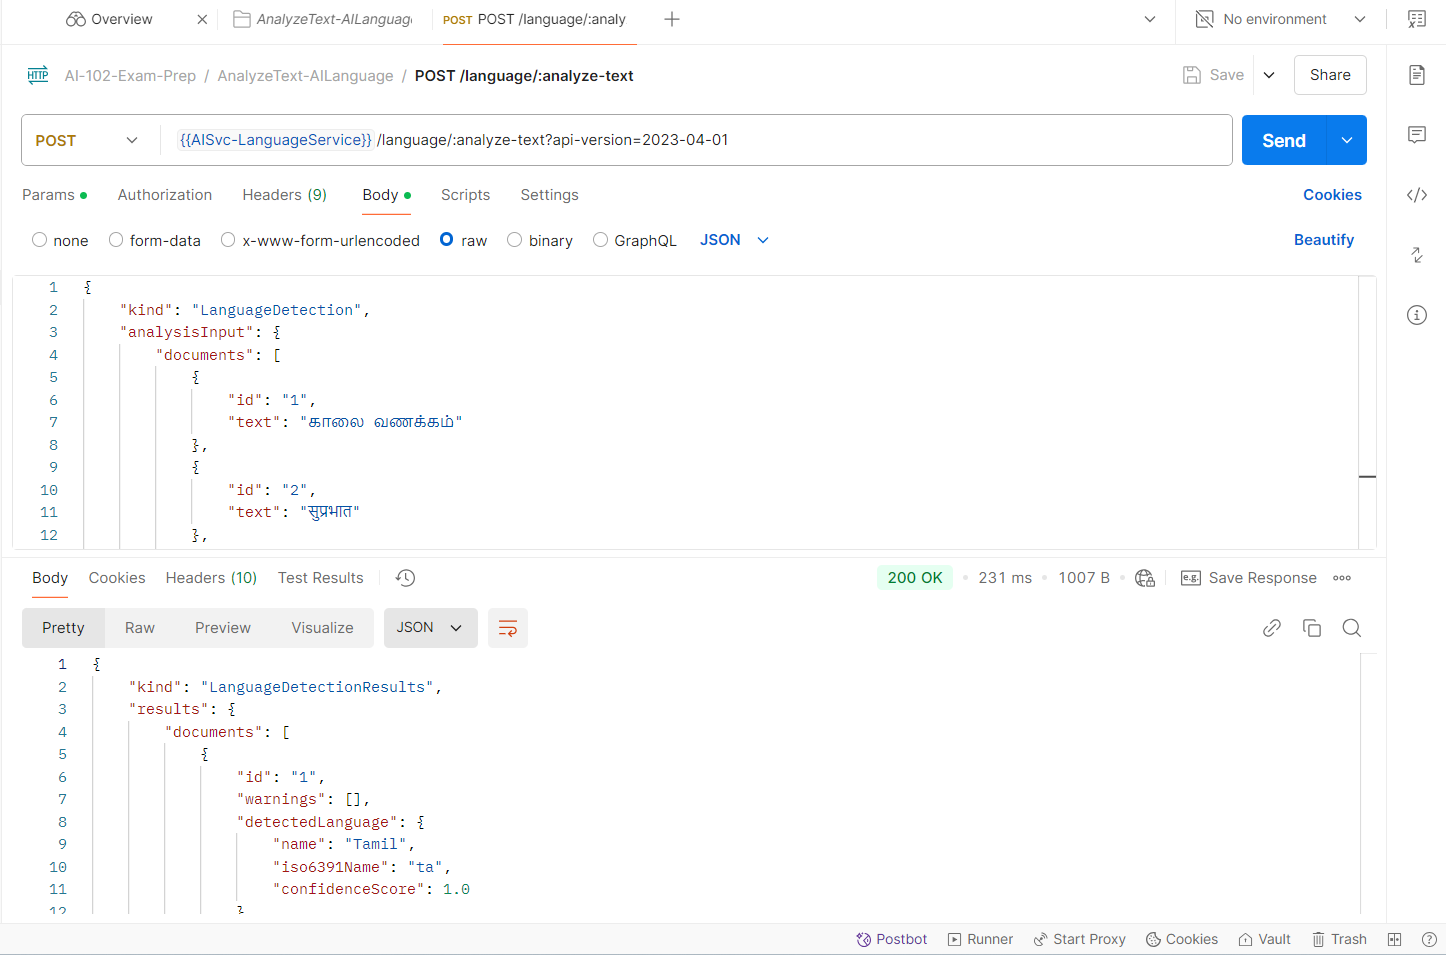 Overview
AnalyzeText-AILanguag
POST POST /language/:analy
No environment
AI-102-Exam-Prep / AnalyzeText-AILanguage / POST /language/:analyze-text
Save
Share
POST
{{AISvc-LanguageService}} /language/:analyze-text?api-version=2023-04-01
Send
Params Authorization Headers (9) Body Scripts Settings
Cookies
none form-data x-www-form-urlencoded raw binary GraphQL JSON
Beautify
1 {
2 "kind": "LanguageDetection",
3 "analysisInput": {
4 "documents": [
5 {
6 "id": "1",
7 "text": "காலை வணக்கம்"
8 },
9 {
10 "id": "2",
11 "text": "सुप्रभात"
12 },
Body Cookies Headers (10) Test Results
200 OK 231 ms 1007 B e.g. Save Response
Pretty Raw Preview Visualize JSON
1 {
2 "kind": "LanguageDetectionResults",
3 "results": {
4 "documents": [
5 {
6 "id": "1",
7 "warnings": [],
8 "detectedLanguage": {
9 "name": "Tamil",
10 "iso6391Name": "ta",
11 "confidenceScore": 1.0
12 }
Postbot Runner Start Proxy Cookies Vault Trash